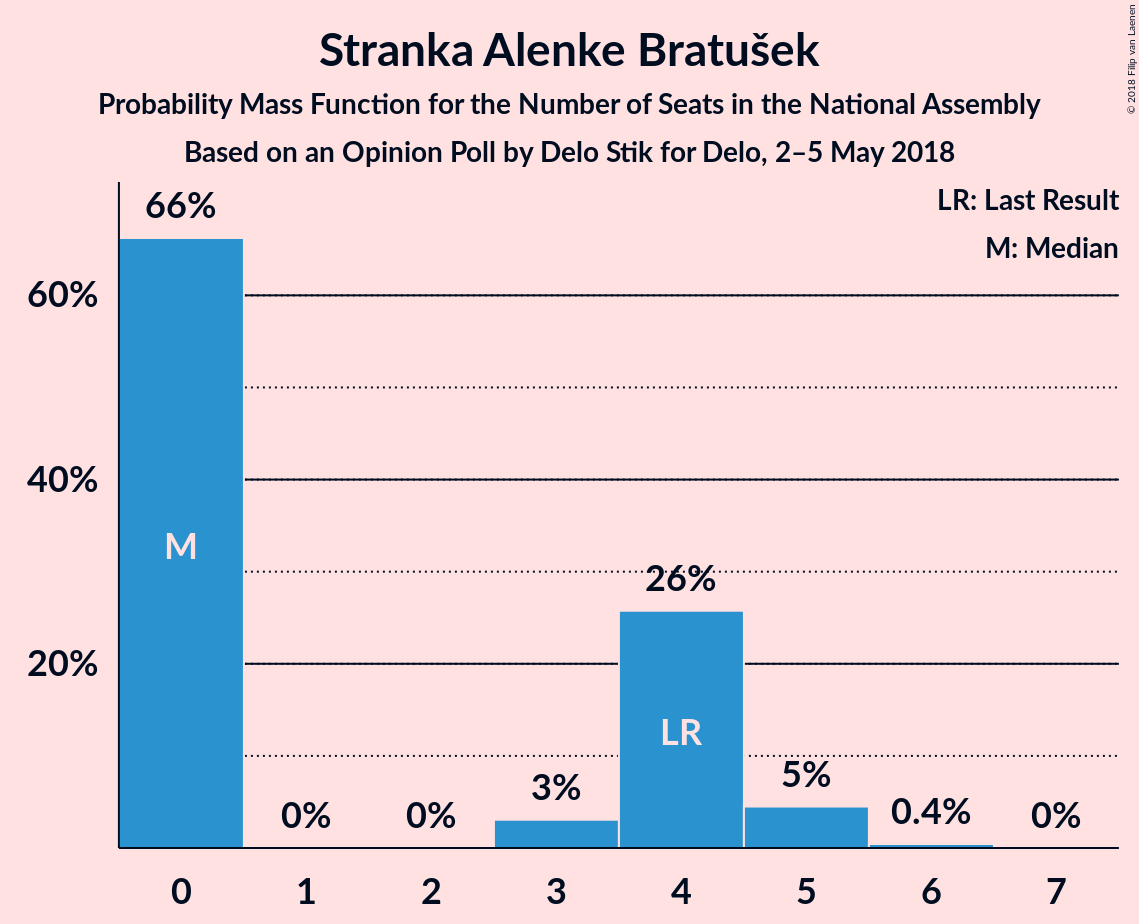 Stranka Alenke Bratušek
Probability Mass Function for the Number of Seats in the National Assembly
Based on an Opinion Poll by Delo Stik for Delo, 2–5 May 2018
© 2018 Filip van Laenen
LR: Last Result
M: Median
66%
60%
40%
20%
M
0%
0%
3%
26%
LR
5%
0.4%
0%
0 1 2 3 4 5 6 7